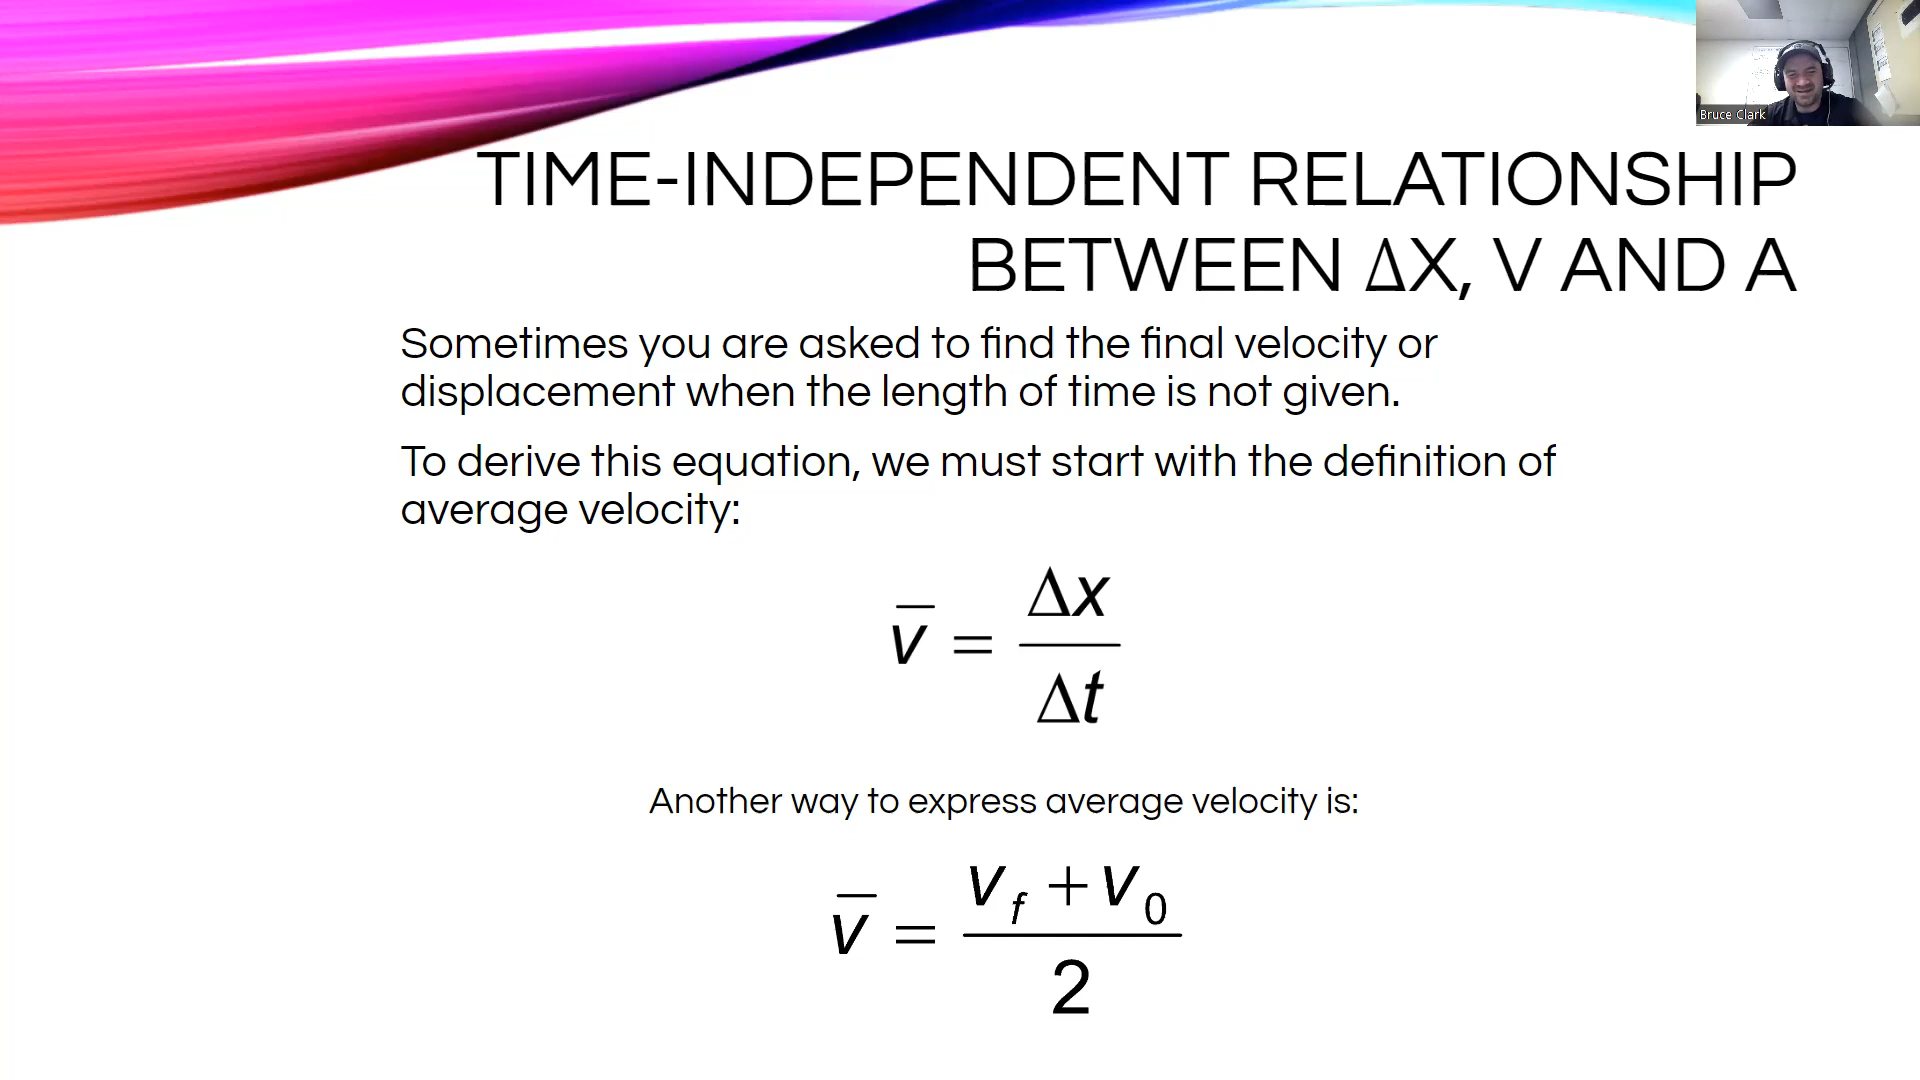 Bruce Clark
TIME-INDEPENDENT RELATIONSHIP
BETWEEN ΔX, V AND A
Sometimes you are asked to find the final velocity or
displacement when the length of time is not given.
To derive this equation, we must start with the definition of
average velocity:
v̅ = Δx / Δt
Another way to express average velocity is:
v̅ = (v_f + v_0) / 2